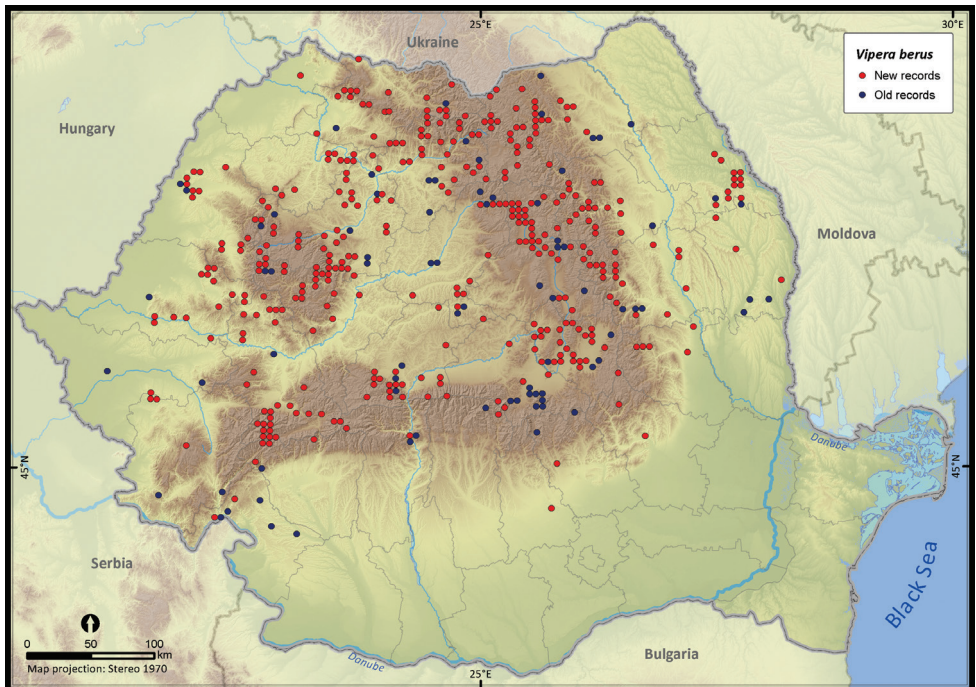 25°E
30°E
Ukraine
Vipera berus
New records
Old records
Hungary
Moldova
45°N
Danube
45°N
Serbia
Black Sea
0 50 100
km
Map projection: Stereo 1970
Danube
Bulgaria
25°E